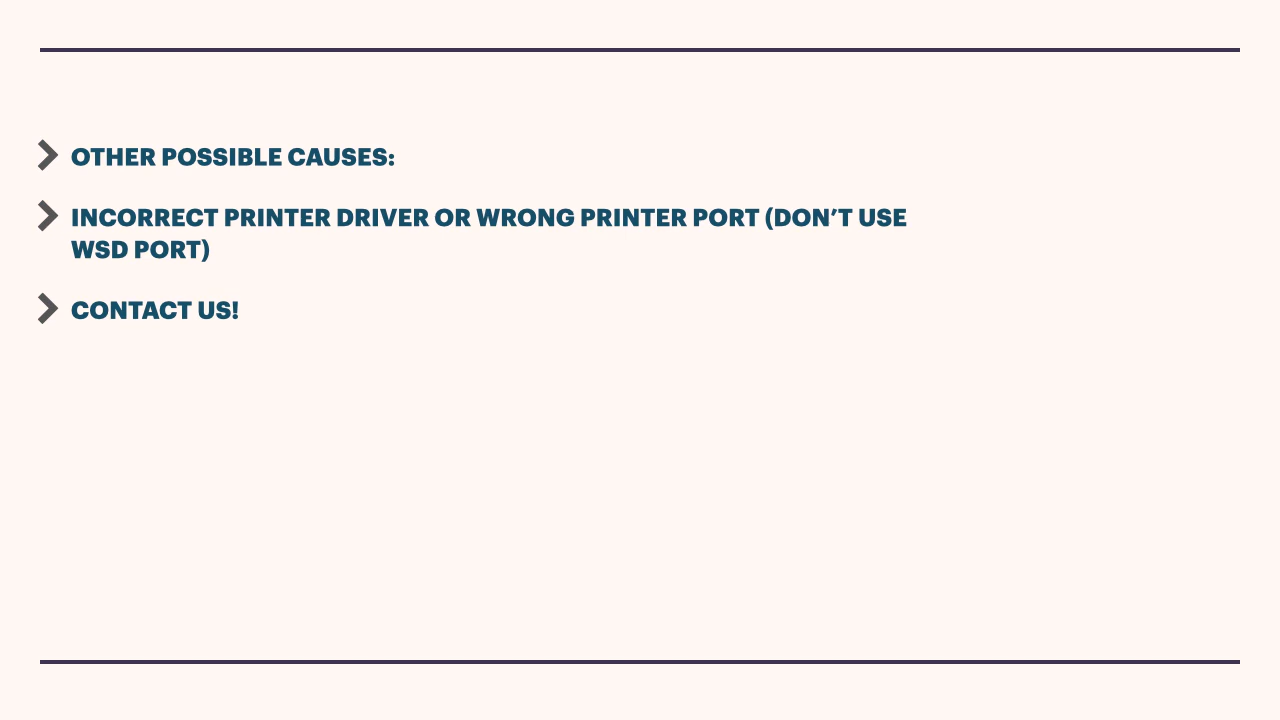 OTHER POSSIBLE CAUSES:
INCORRECT PRINTER DRIVER OR WRONG PRINTER PORT (DON’T USE
WSD PORT)
CONTACT US!